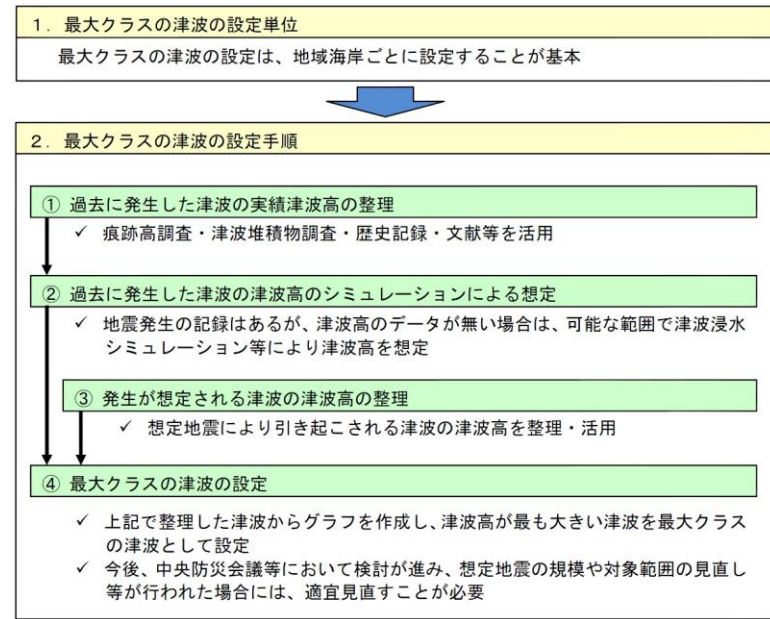 １．最大クラスの津波の設定単位
最大クラスの津波の設定は、地域海岸ごとに設定することが基本
２．最大クラスの津波の設定手順
① 過去に発生した津波の実績津波高の整理
✓ 痕跡高調査・津波堆積物調査・歴史記録・文献等を活用
② 過去に発生した津波の津波高のシミュレーションによる想定
✓ 地震発生の記録はあるが、津波高のデータが無い場合は、可能な範囲で津波浸水
シミュレーション等により津波高を想定
③ 発生が想定される津波の津波高の整理
✓ 想定地震により引き起こされる津波の津波高を整理・活用
④ 最大クラスの津波の設定
✓ 上記で整理した津波からグラフを作成し、津波高が最も大きい津波を最大クラス
の津波として設定
✓ 今後、中央防災会議等において検討が進み、想定地震の規模や対象範囲の見直し
等が行われた場合には、適宜見直すことが必要